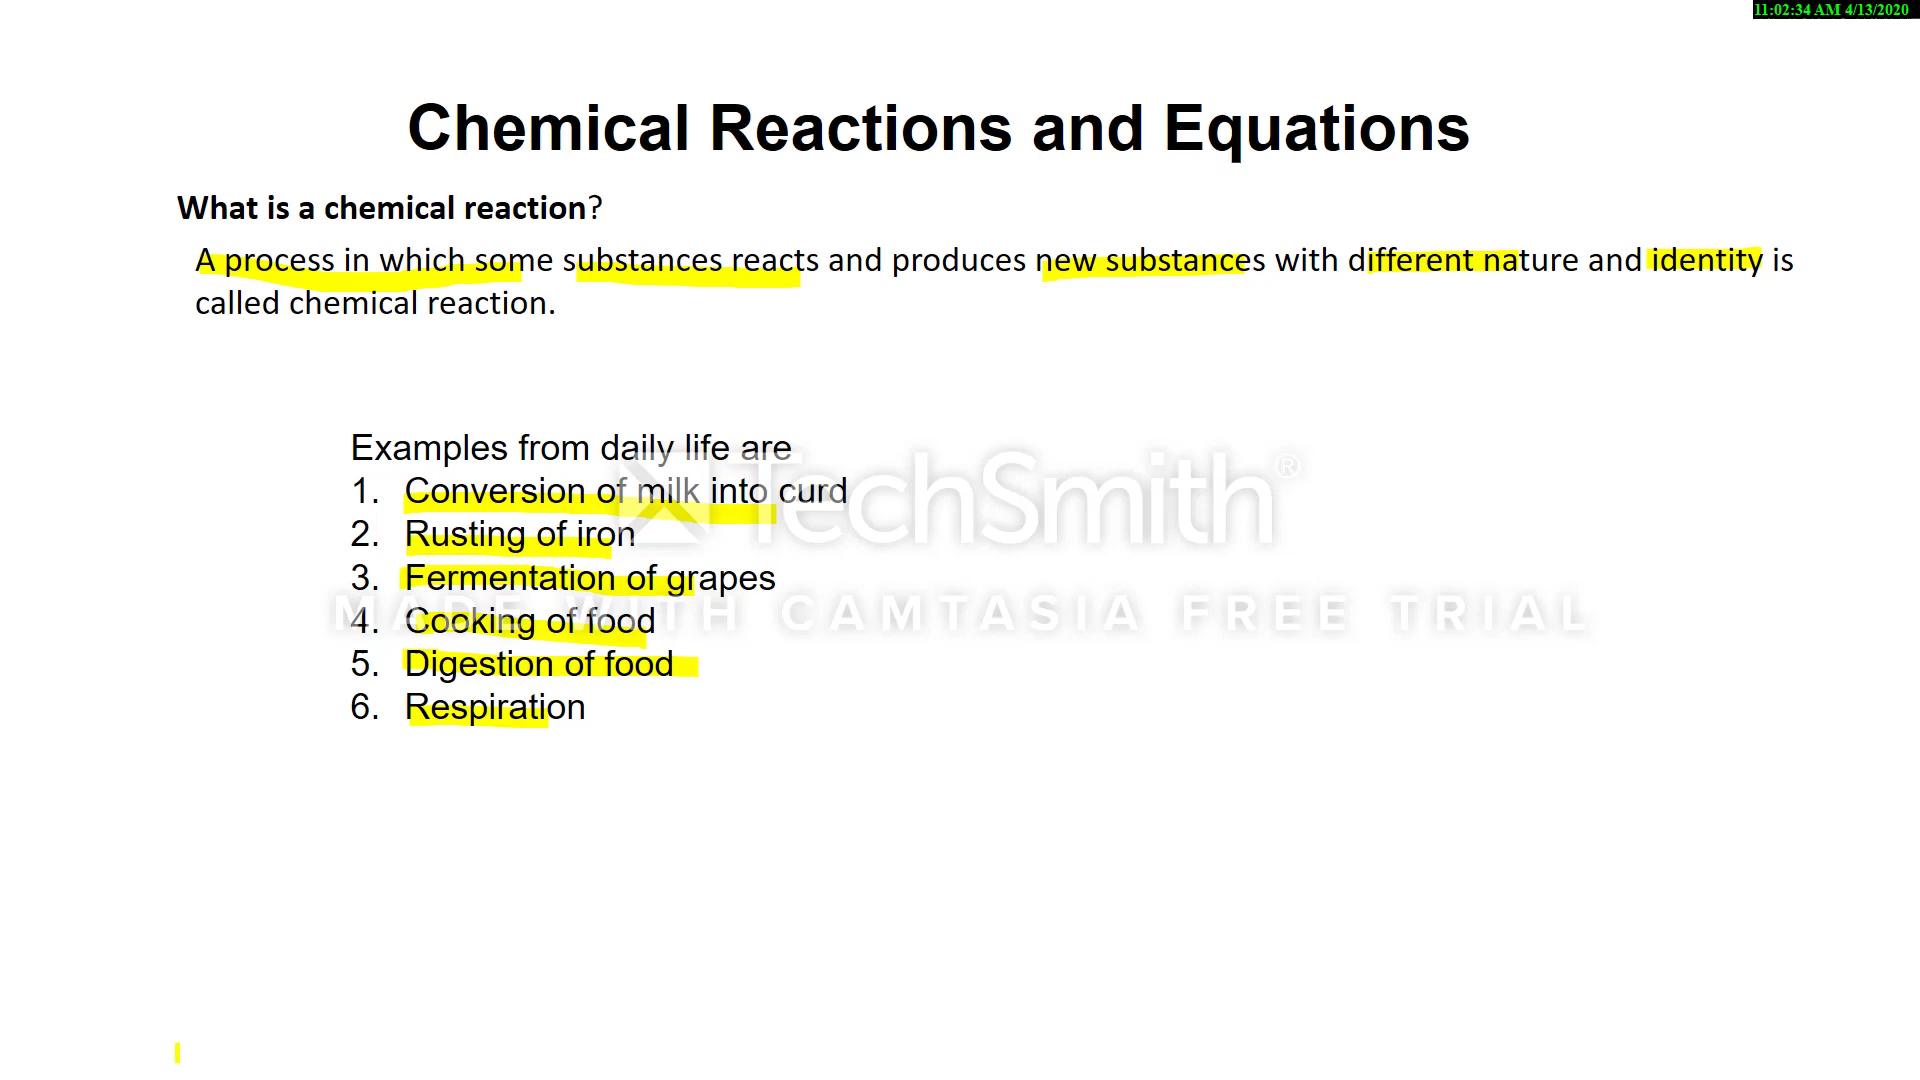 11:02:34 AM 4/13/2020
Chemical Reactions and Equations
What is a chemical reaction?
A process in which some substances reacts and produces new substances with different nature and identity is
called chemical reaction.
Examples from daily life are
1. Conversion of milk into curd
2. Rusting of iron
3. Fermentation of grapes
4. Cooking of food
5. Digestion of food
6. Respiration
TechSmith®
MADE WITH CAMTASIA FREE TRIAL